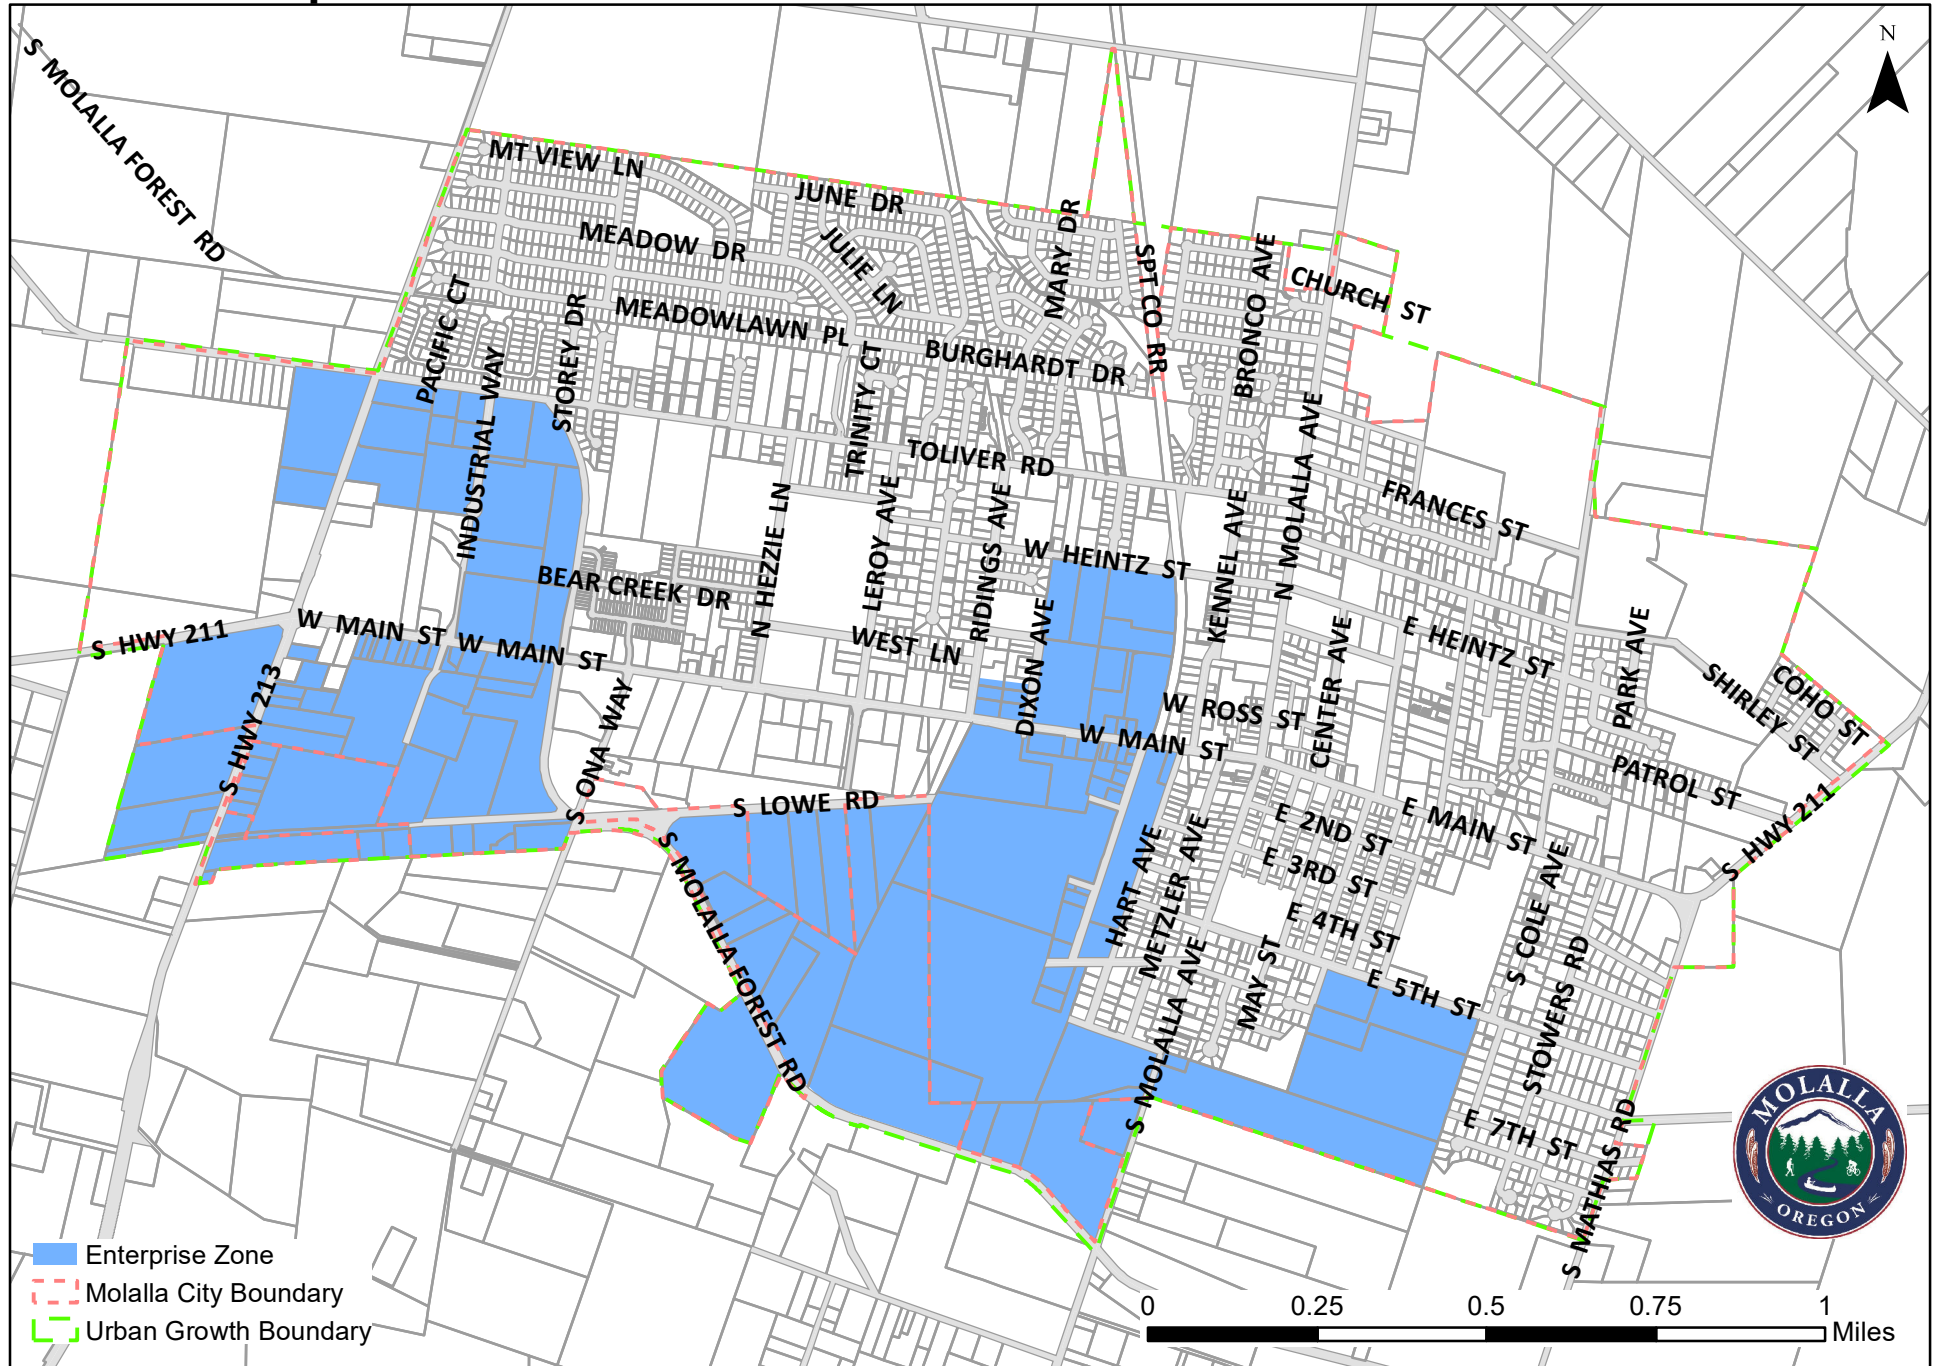 N
S MOLALLA FOREST RD
MT VIEW LN
JUNE DR
MEADOW DR
JULIE LN
MARY DR
SPT CO RR
BRONCO AVE
CHURCH ST
PACIFIC CT
INDUSTRIAL WAY
STOREY DR
MEADOWLAWN PL
TRINITY CT
BURGHARDT DR
TOLIVER RD
N MOLALLA AVE
FRANCES ST
N HEZZIE LN
LEROY AVE
RIDINGS AVE
W HEINTZ ST
KENNEL AVE
BEAR CREEK DR
S HWY 211
W MAIN ST
W MAIN ST
WEST LN
DIXON AVE
CENTER AVE
E HEINTZ ST
PARK AVE
SHIRLEY ST
COHO ST
S HWY 213
S ONA WAY
W ROSS ST
W MAIN ST
PATROL ST
S LOWE RD
E 2ND ST
E MAIN ST
S HWY 211
E 3RD ST
E 4TH ST
HART AVE
METZLER AVE
S MOLALLA AVE
MAY ST
E 5TH ST
S COLE AVE
STOWERS RD
S MOLALLA FOREST RD
E 7TH ST
S MATHIAS RD
MOLALLA
OREGON
Enterprise Zone
Molalla City Boundary
Urban Growth Boundary
0 0.25 0.5 0.75 1
Miles